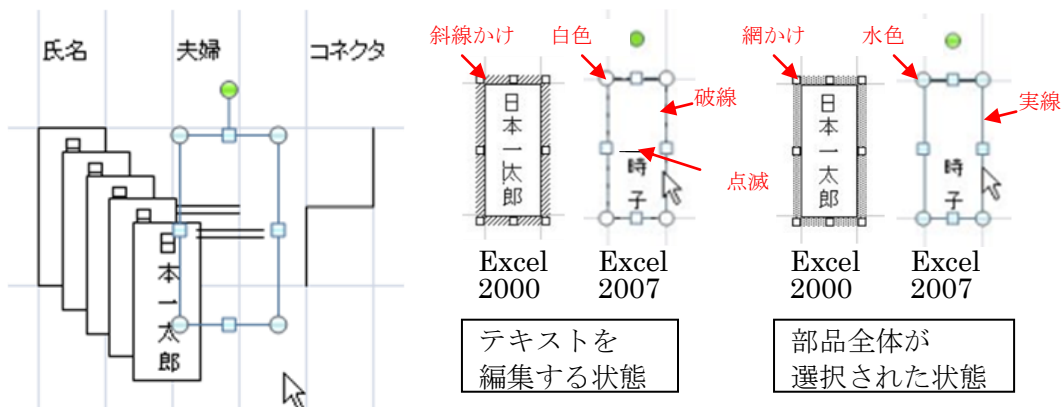 氏名
夫婦
コネクタ
日本一太郎
斜線かけ
白色
破線
点滅
日本一太郎
時子
Excel
2000
Excel
2007
テキストを
編集する状態
網かけ
水色
実線
日本一太郎
時子
Excel
2000
Excel
2007
部品全体が
選択された状態